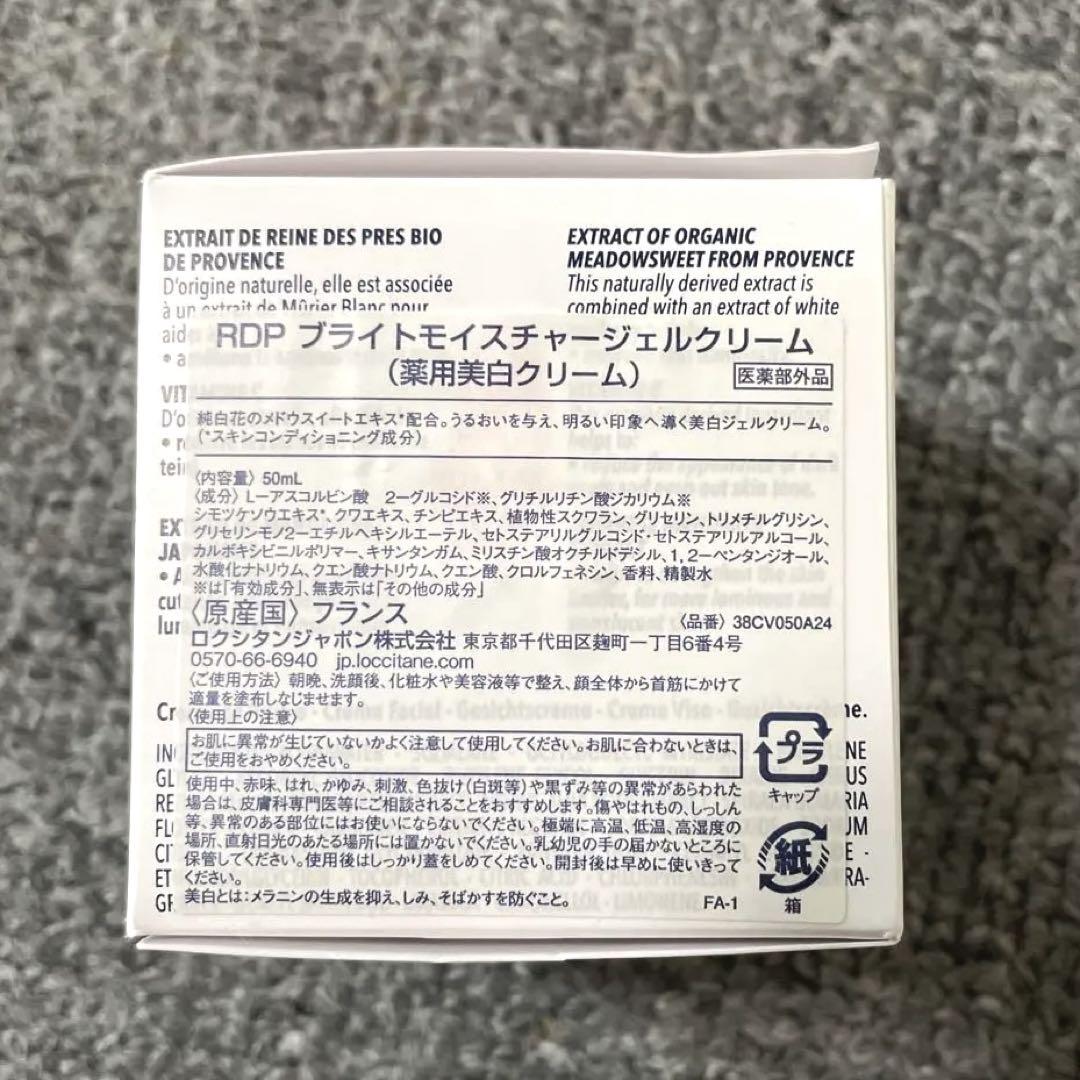 EXTRAIT DE REINE DES PRES BIO
DE PROVENCE
D'origine naturelle, elle est associée
à un extrait de Mûrier Blanc pour
EXTRACT OF ORGANIC
MEADOWSWEET FROM PROVENCE
This naturally derived extract is
combined with an extract of white
RDP ブライトモイスチャージェルクリーム
（薬用美白クリーム）
医薬部外品
純白花のメドウスイートエキス*配合。うるおいを与え、明るい印象へ導く美白ジェルクリーム。
（*スキンコンディショニング成分）
〈内容量〉50mL
〈成分〉L－アスコルビン酸 2－グルコシド※、グリチルリチン酸ジカリウム※
シモツケソウエキス*、クワエキス、チンピエキス、植物性スクワラン、グリセリン、トリメチルグリシン、
グリセリンモノ2－エチルヘキシルエーテル、セトステアリルグルコシド・セトステアリルアルコール、
カルボキシビニルポリマー、キサンタンガム、ミリスチン酸オクチルドデシル、1,2－ペンタンジオール、
水酸化ナトリウム、クエン酸ナトリウム、クエン酸、クロルフェネシン、香料、精製水
※は「有効成分」、無表示は「その他の成分」
〈原産国〉フランス
〈品番〉38CV050A24
ロクシタンジャポン株式会社 東京都千代田区麹町一丁目6番4号
0570-66-6940 jp.loccitane.com
〈ご使用方法〉朝晩、洗顔後、化粧水や美容液等で整え、顔全体から首筋にかけて
適量を塗布しなじませます。
〈使用上の注意〉
お肌に異常が生じていないかよく注意して使用してください。お肌に合わないときは、
ご使用をおやめください。
使用中、赤味、はれ、かゆみ、刺激、色抜け（白斑等）や黒ずみ等の異常があらわれた
場合は、皮膚科専門医等にご相談されることをおすすめします。傷やはれもの、しっしん
等、異常のある部位にはお使いにならないでください。極端に高温、低温、高湿度の
場所、直射日光のあたる場所には置かないでください。乳幼児の手の届かないところに
保管してください。使用後はしっかり蓋をしめてください。開封後は早めに使いきって
ください。
美白とは：メラニンの生成を抑え、しみ、そばかすを防ぐこと。
FA-1
プラ
キャップ
紙
箱